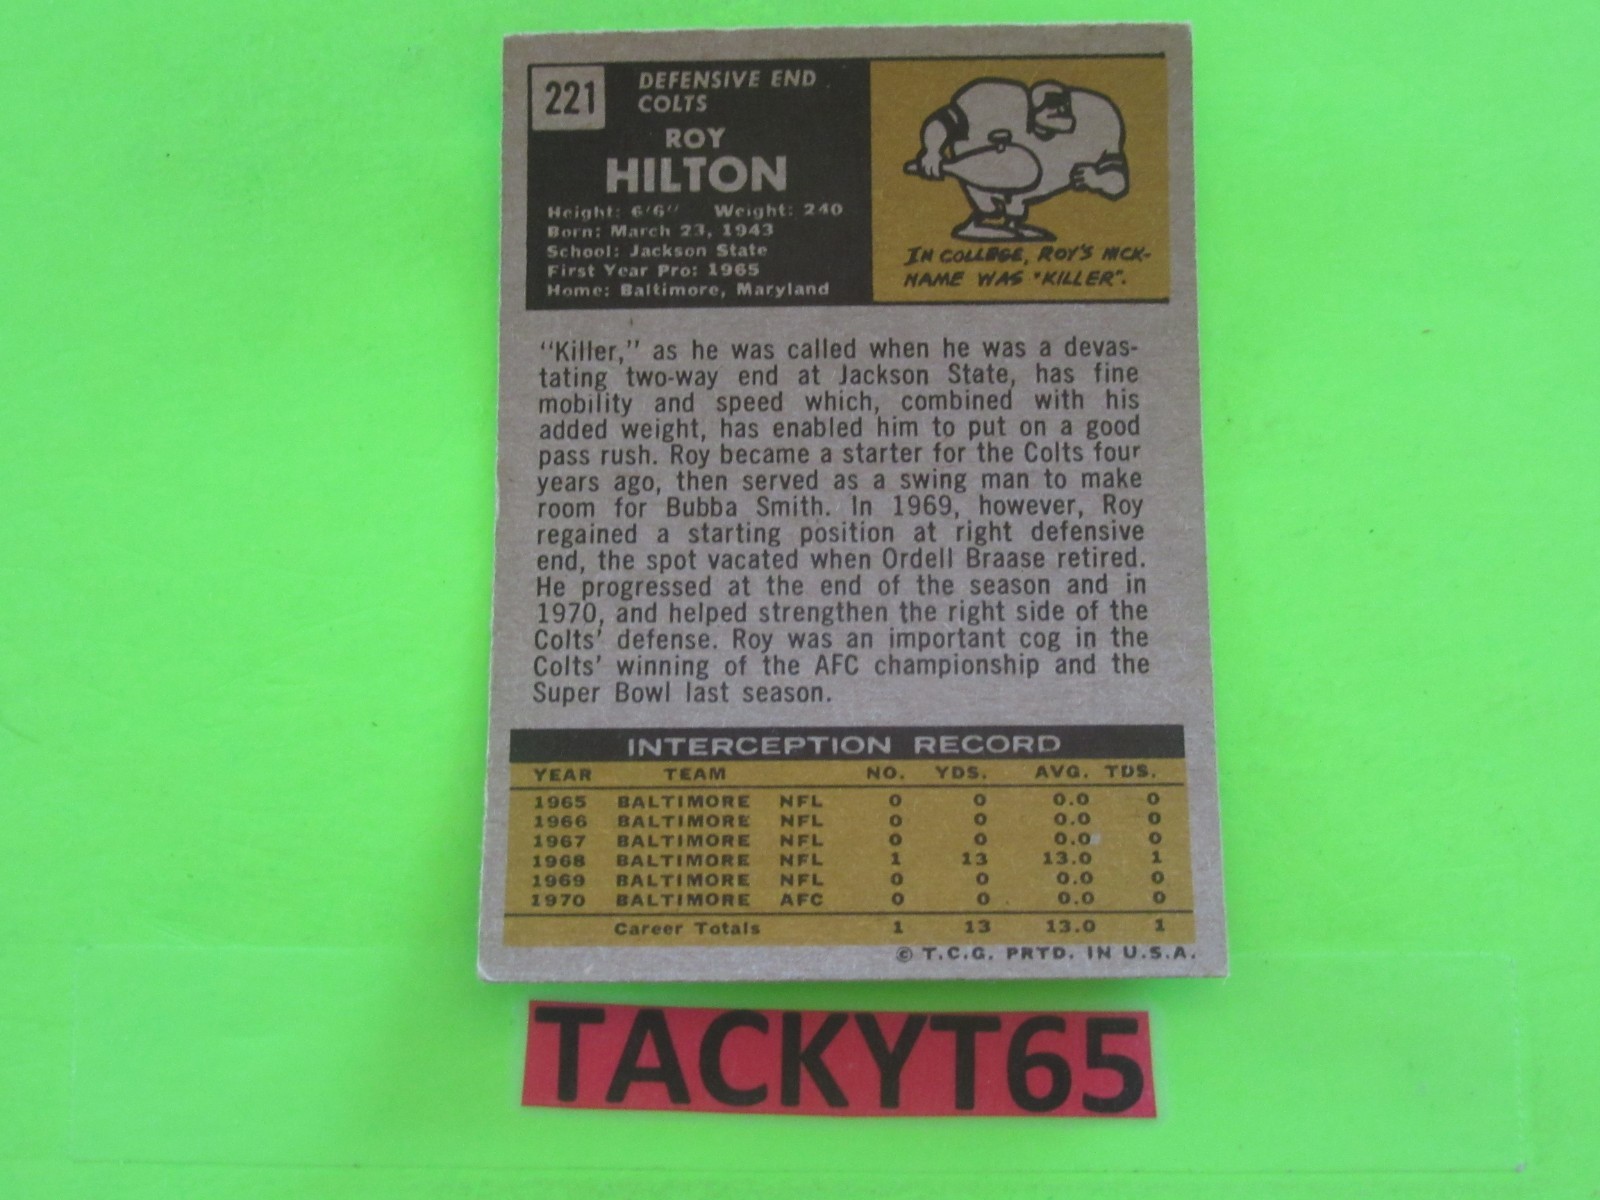 221
DEFENSIVE END
COLTS
ROY
HILTON
Height: 6'6" Weight: 240
Born: March 23, 1943
School: Jackson State
First Year Pro: 1965
Home: Baltimore, Maryland
IN COLLEGE, ROY'S NICK-
NAME WAS "KILLER".
"Killer," as he was called when he was a devas-
tating two-way end at Jackson State, has fine
mobility and speed which, combined with his
added weight, has enabled him to put on a good
pass rush. Roy became a starter for the Colts four
years ago, then served as a swing man to make
room for Bubba Smith. In 1969, however, Roy
regained a starting position at right defensive
end, the spot vacated when Ordell Braase retired.
He progressed at the end of the season and in
1970, and helped strengthen the right side of the
Colts' defense. Roy was an important cog in the
Colts' winning of the AFC championship and the
Super Bowl last season.
INTERCEPTION RECORD
YEAR TEAM NO. YDS. AVG. TDS.
1965 BALTIMORE NFL 0 0 0.0 0
1966 BALTIMORE NFL 0 0 0.0 0
1967 BALTIMORE NFL 0 0 0.0 0
1968 BALTIMORE NFL 1 13 13.0 1
1969 BALTIMORE NFL 0 0 0.0 0
1970 BALTIMORE AFC 0 0 0.0 0
Career Totals 1 13 13.0 1
© T.C.G. PRTD. IN U.S.A.
TACKYT65